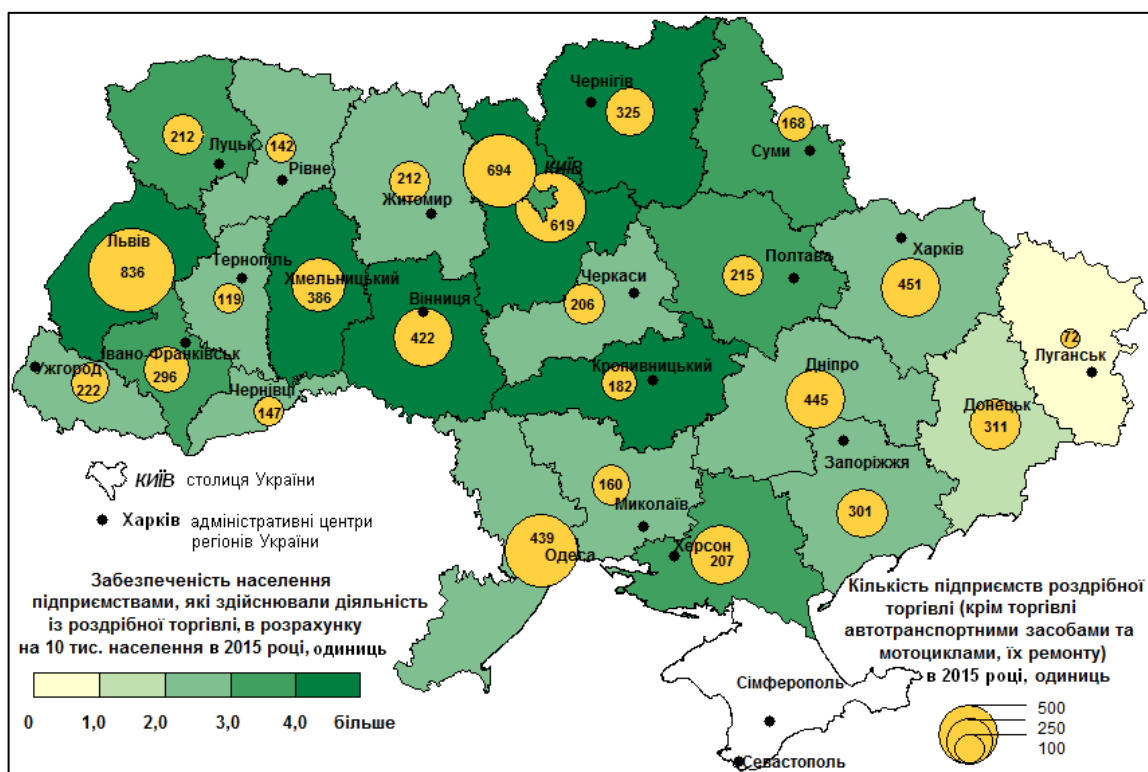 Чернігів
325
168
Суми
212
Луцьк
142
Рівне
212
Житомир
694
КИЇВ
619
Львів
836
Тернопіль
119
Хмельницький
386
Вінниця
422
Черкаси
206
215
Полтава
Харків
451
72
Луганськ
Ужгород
222
Івано-Франківськ
296
Чернівці
147
Кропивницький
182
Дніпро
445
Донецьк
311
Запоріжжя
301
160
Миколаїв
439
Одеса
Херсон
207
Сімферополь
Севастополь
КИЇВ столиця України
Харків адміністративні центри
регіонів України
Забезпеченість населення
підприємствами, які здійснювали діяльність
із роздрібної торгівлі, в розрахунку
на 10 тис. населення в 2015 році, одиниць
0 1,0 2,0 3,0 4,0 більше
Кількість підприємств роздрібної
торгівлі (крім торгівлі
автотранспортними засобами та
мотоциклами, їх ремонту)
в 2015 році, одиниць
500
250
100